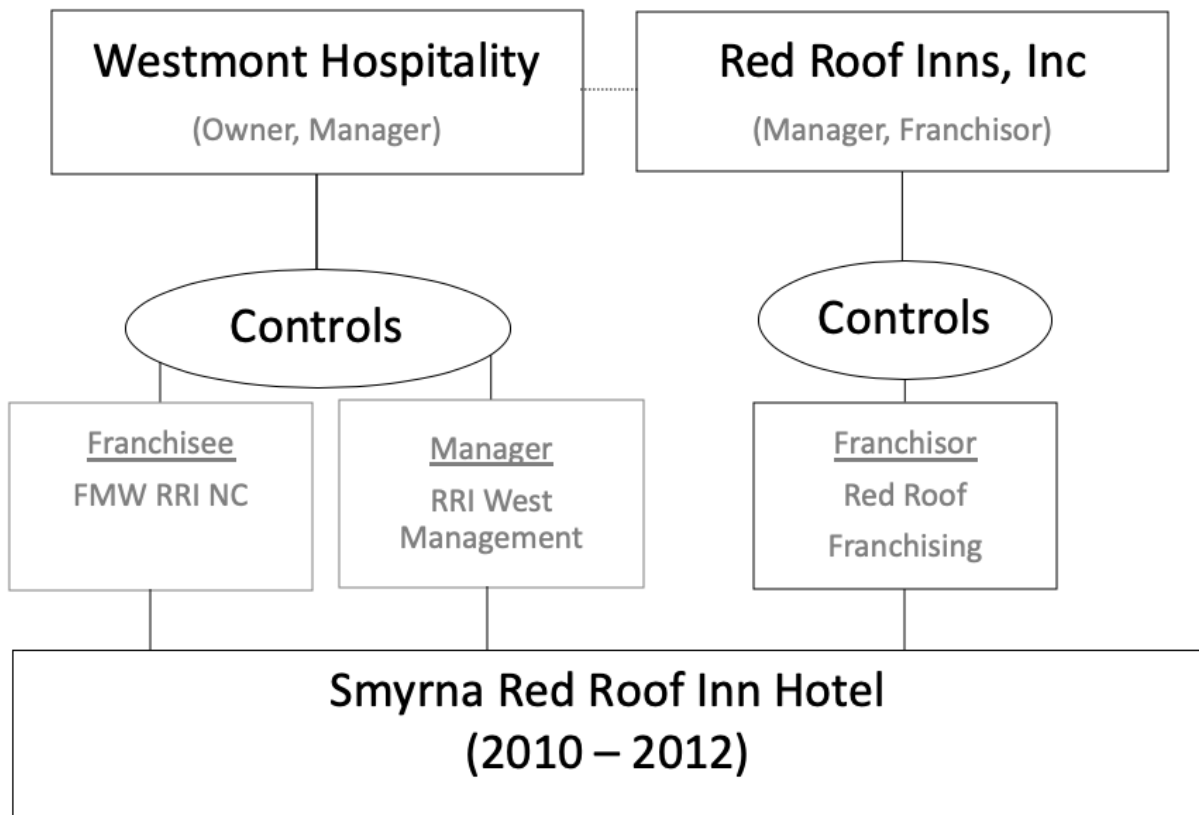 Westmont Hospitality
(Owner, Manager)
Red Roof Inns, Inc
(Manager, Franchisor)
Controls
Controls
Franchisee
FMW RRI NC
Manager
RRI West
Management
Franchisor
Red Roof
Franchising
Smyrna Red Roof Inn Hotel
(2010 – 2012)